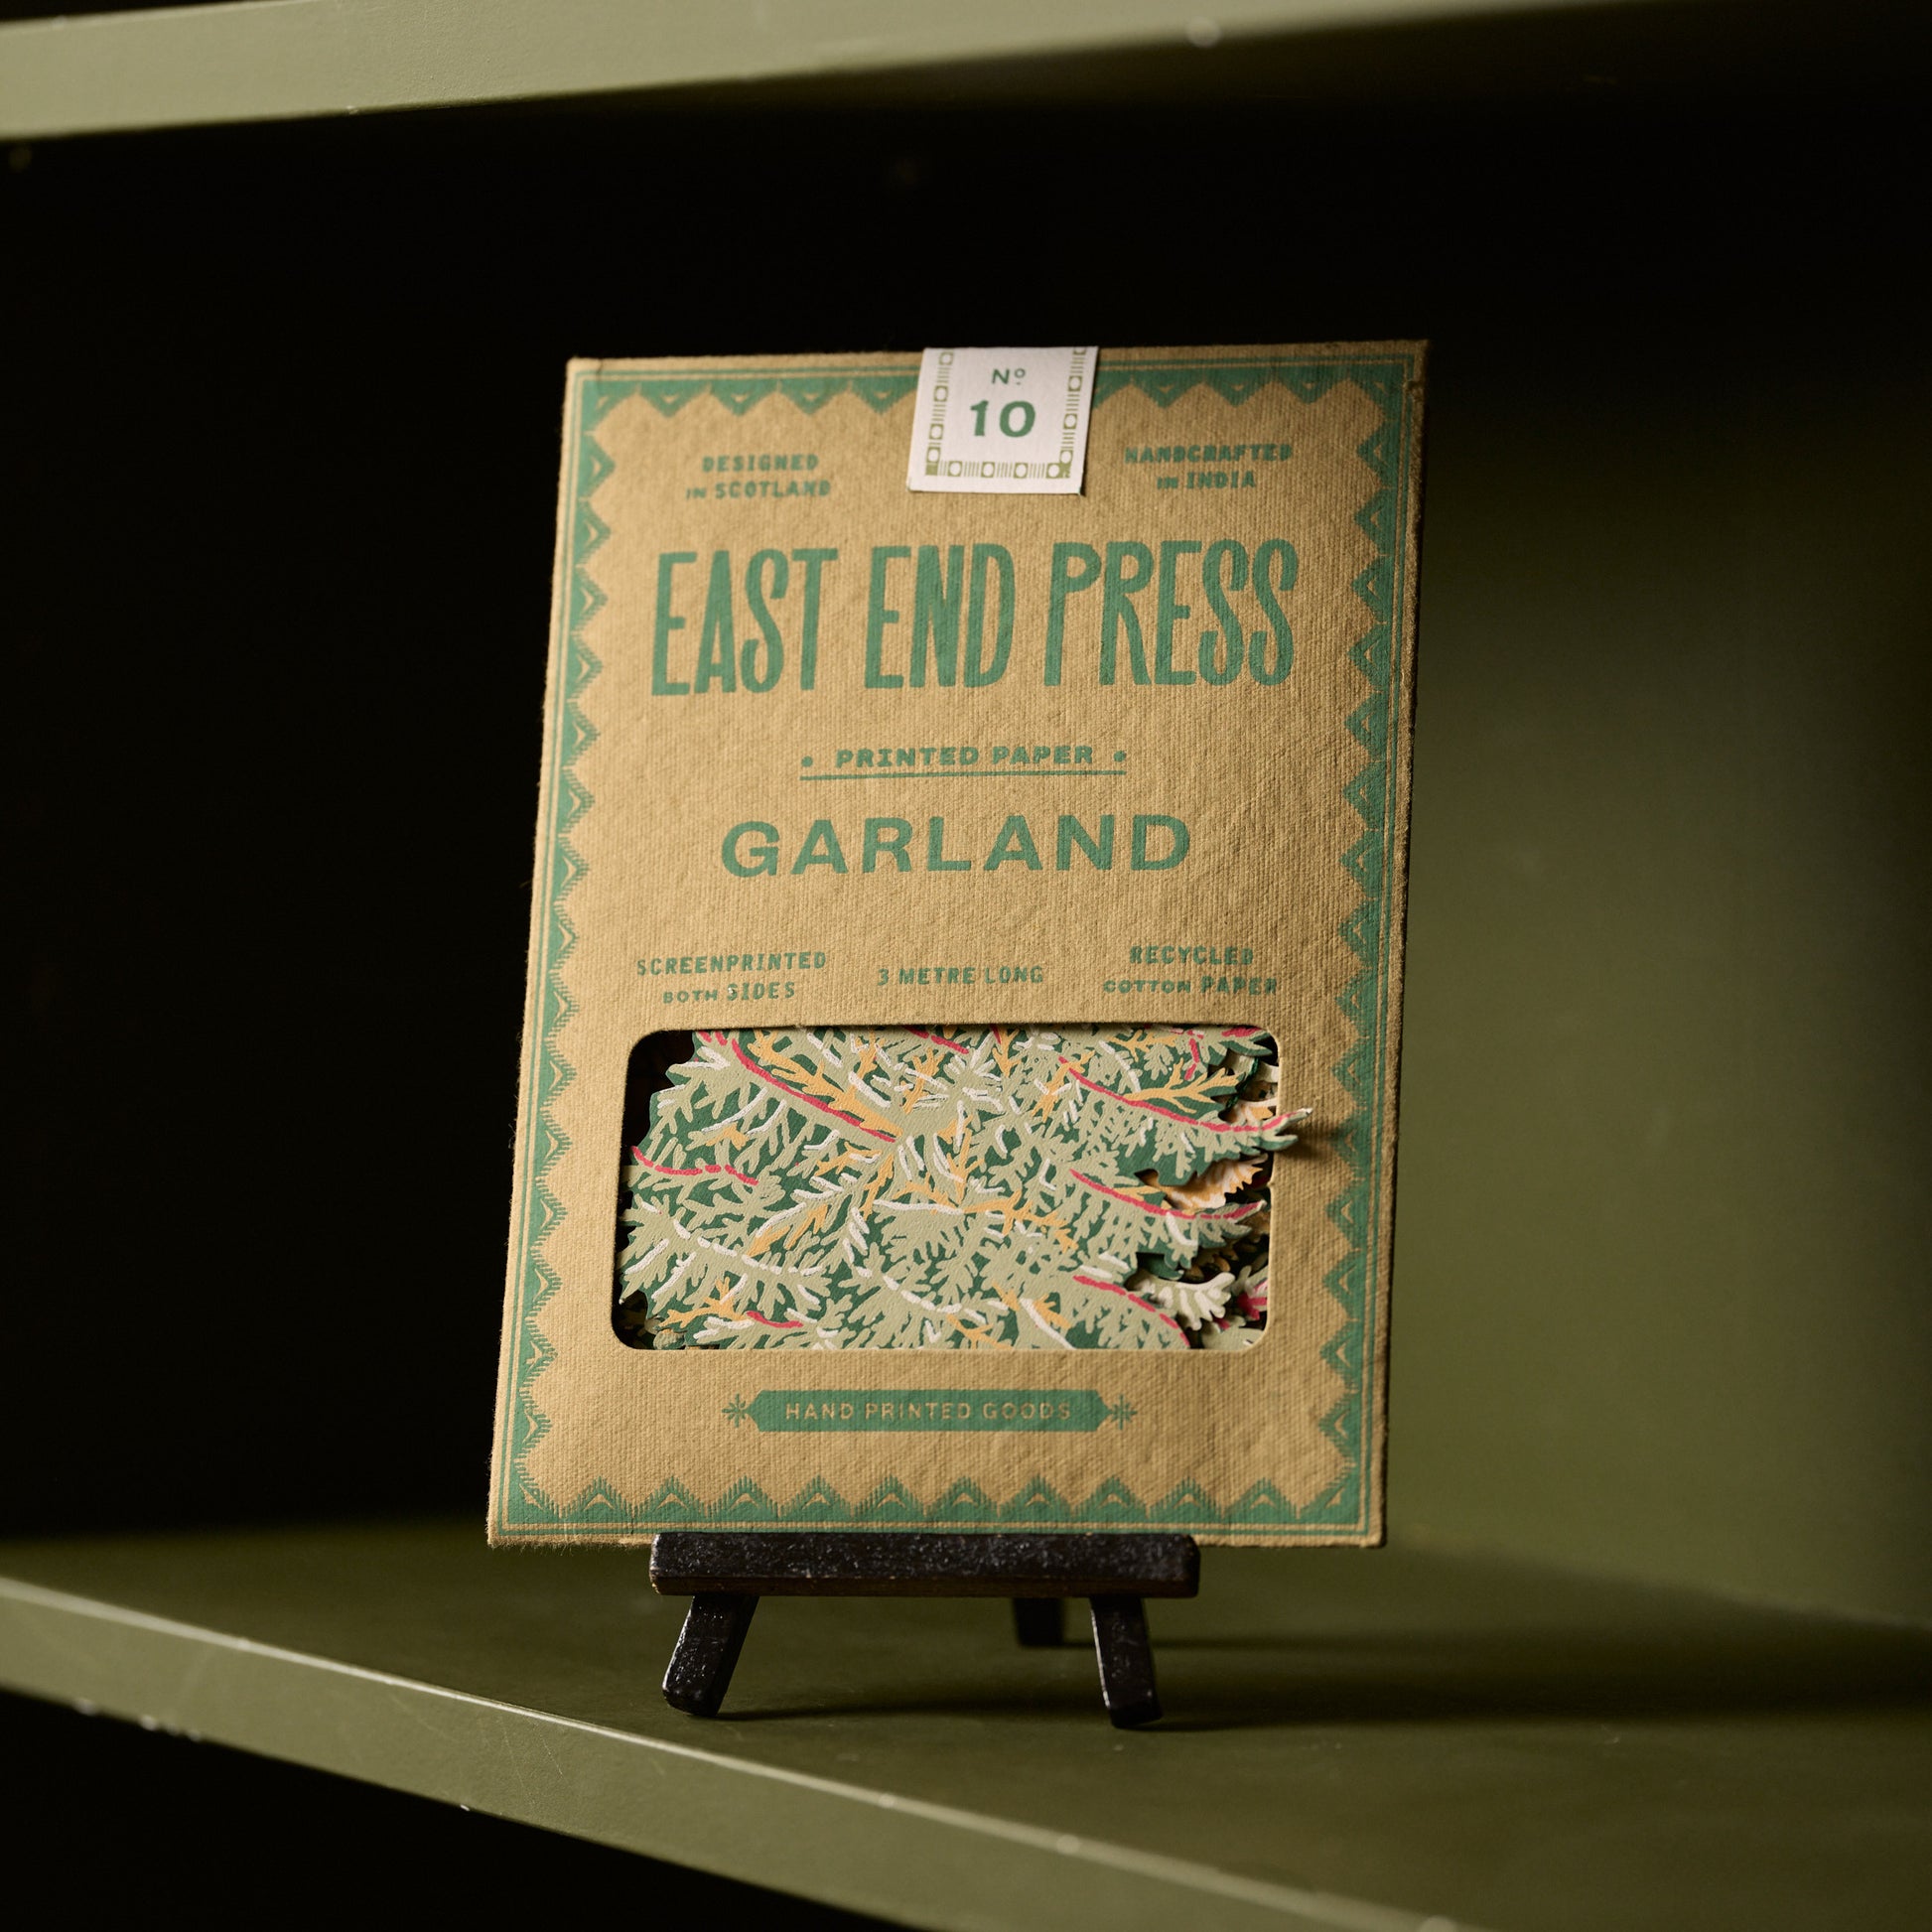 Nº
10
DESIGNED
IN SCOTLAND
HANDCRAFTED
IN INDIA
EAST END PRESS
• PRINTED PAPER •
GARLAND
SCREENPRINTED
BOTH SIDES
3 METRE LONG
RECYCLED
COTTON PAPER
HAND PRINTED GOODS